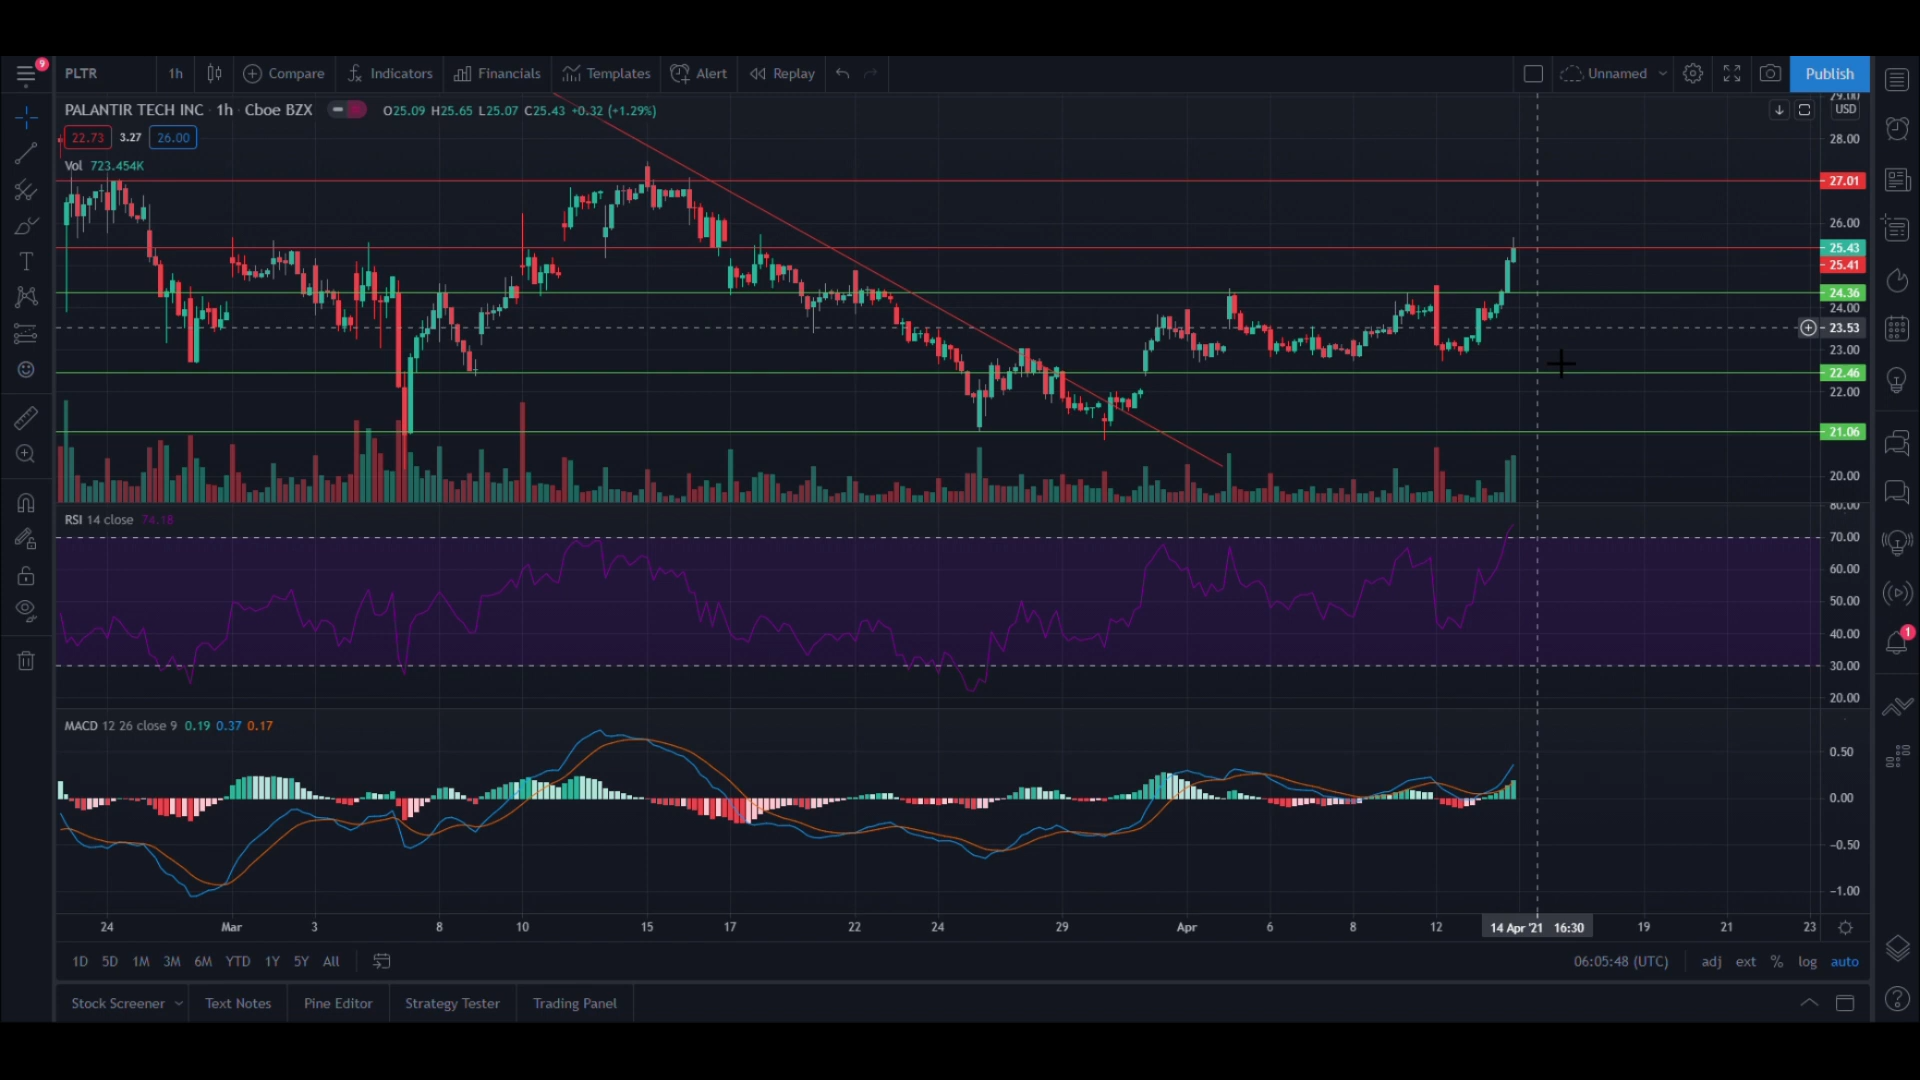 9 PLTR 1h Compare Indicators Financials Templates Alert Replay Unnamed Publish
PALANTIR TECH INC · 1h · Cboe BZX O25.09 H25.65 L25.07 C25.43 +0.32 (+1.29%)
22.73 3.27 26.00
Vol 723.454K
29.00
USD
28.00
27.01
26.00
25.43
25.41
24.36
24.00
23.53
23.00
22.46
22.00
21.06
20.00
RSI 14 close 74.18
80.00
70.00
60.00
50.00
40.00
30.00
20.00
1
MACD 12 26 close 9 0.19 0.37 0.17
0.50
0.00
-0.50
-1.00
24 Mar 3 8 10 15 17 22 24 29 Apr 6 8 12 14 Apr '21 16:30 19 21 23
1D 5D 1M 3M 6M YTD 1Y 5Y All 06:05:48 (UTC) adj ext % log auto
Stock Screener Text Notes Pine Editor Strategy Tester Trading Panel